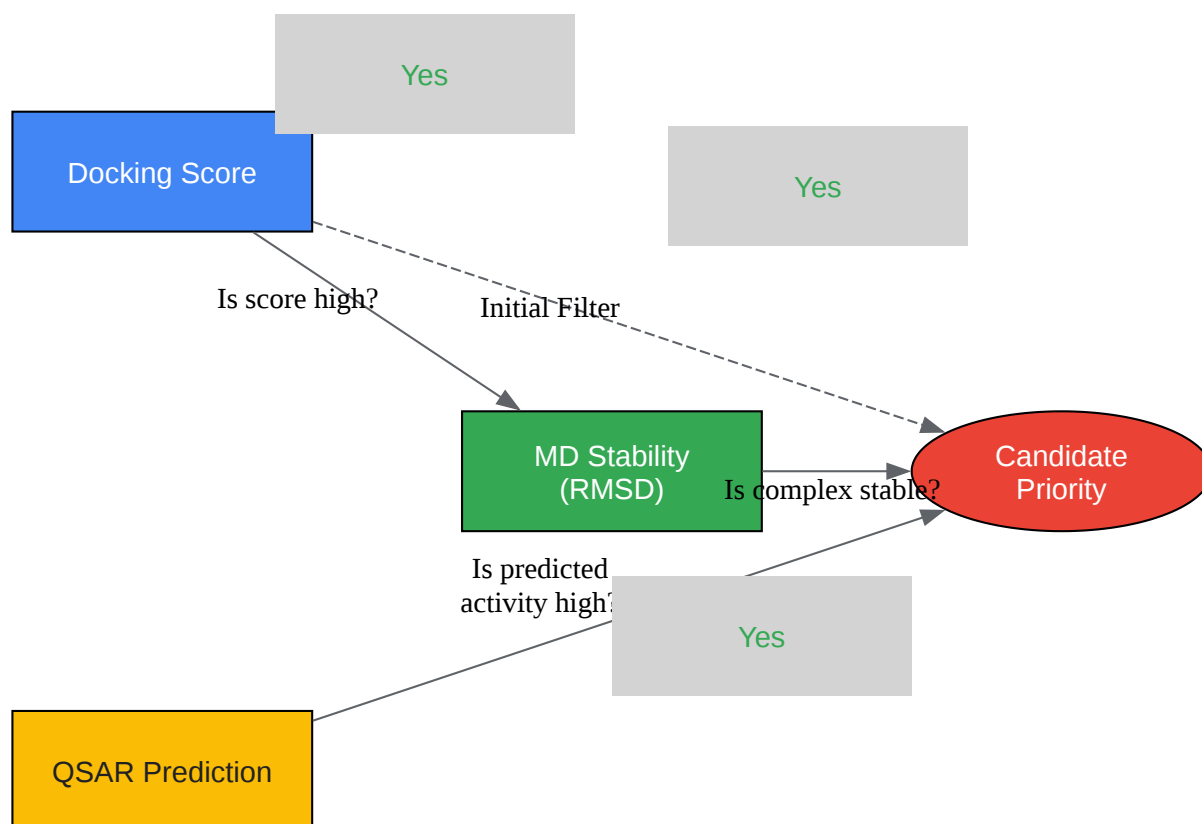 Yes
Docking Score
Yes
Is score high?
Initial Filter
MD Stability
(RMSD)
Is complex stable?
Candidate
Priority
Is predicted
activity high?
Yes
QSAR Prediction